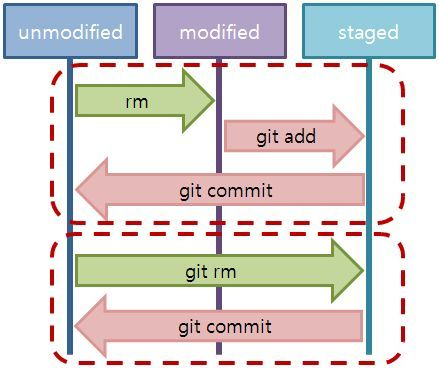 unmodified
modified
staged
rm
git add
git commit
git rm
git commit